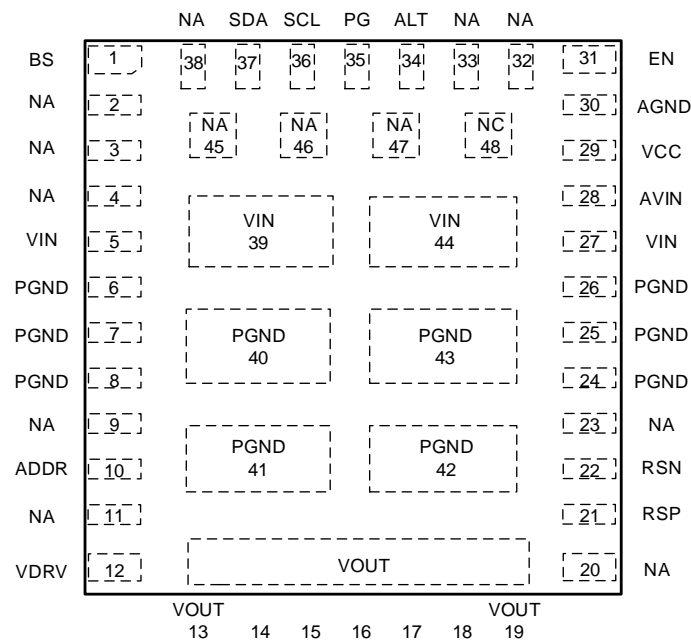 NA SDA SCL PG ALT NA NA
BS 1 38 37 36 35 34 33 32 31 EN
NA 2 30 AGND
NA 45 NA 46 NA 47 NC 48
NA 3 29 VCC
NA 4 28 AVIN
VIN 39 VIN 44
VIN 5 27 VIN
PGND 6 26 PGND
PGND 7 PGND 40 PGND 43 25 PGND
PGND 8 24 PGND
NA 9 23 NA
PGND 41 PGND 42
ADDR 10 22 RSN
NA 11 21 RSP
VDRV 12 VOUT 20 NA
VOUT VOUT
13 14 15 16 17 18 19